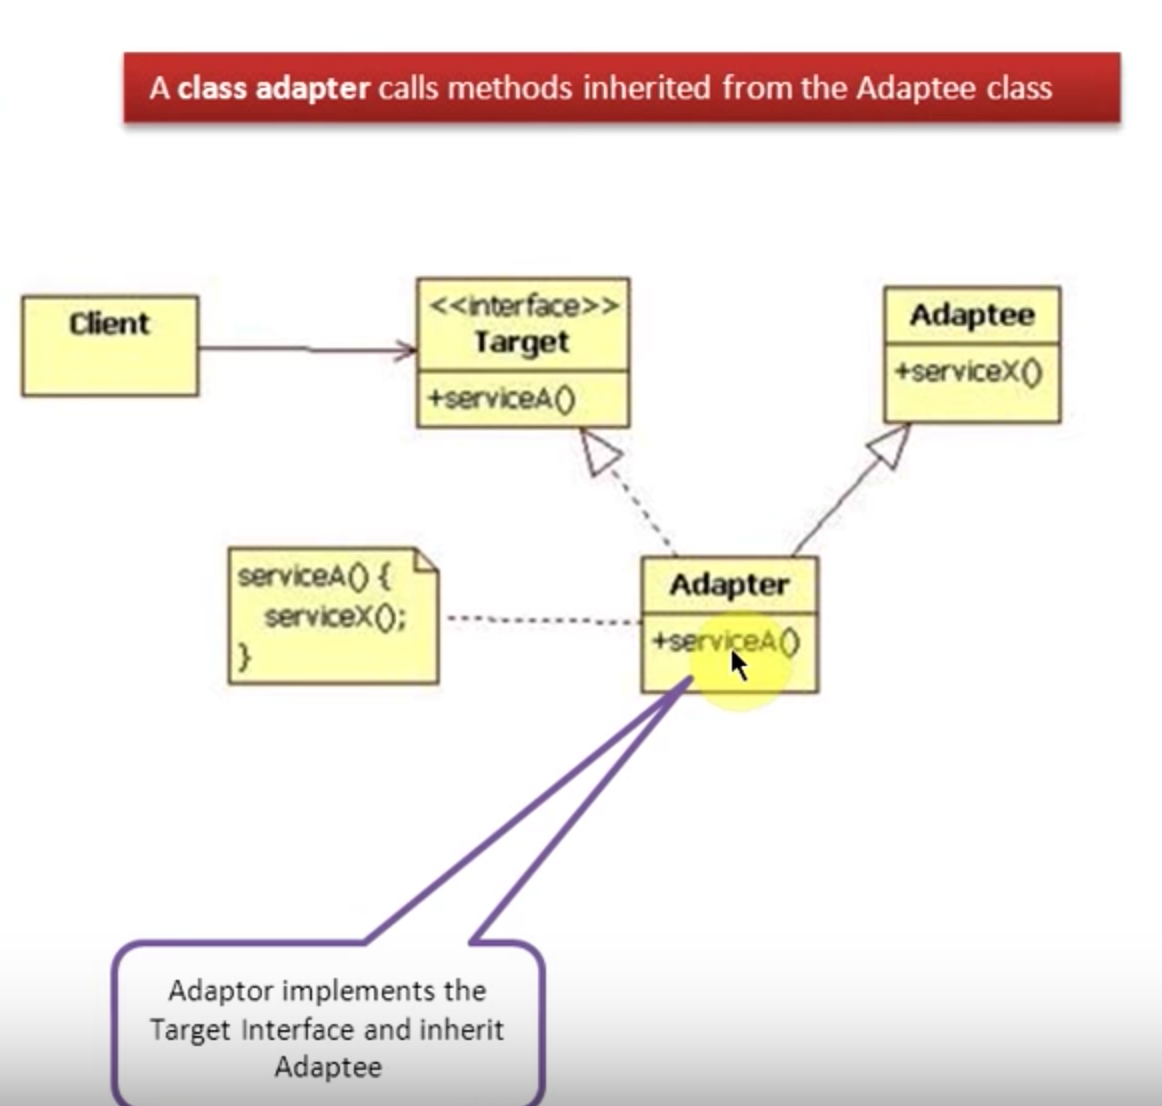 A class adapter calls methods inherited from the Adaptee class
Client
<<interface>>
Target
+serviceA()
Adaptee
+serviceX()
serviceA() {
serviceX();
}
Adapter
+serviceA()
Adaptor implements the
Target Interface and inherit
Adaptee